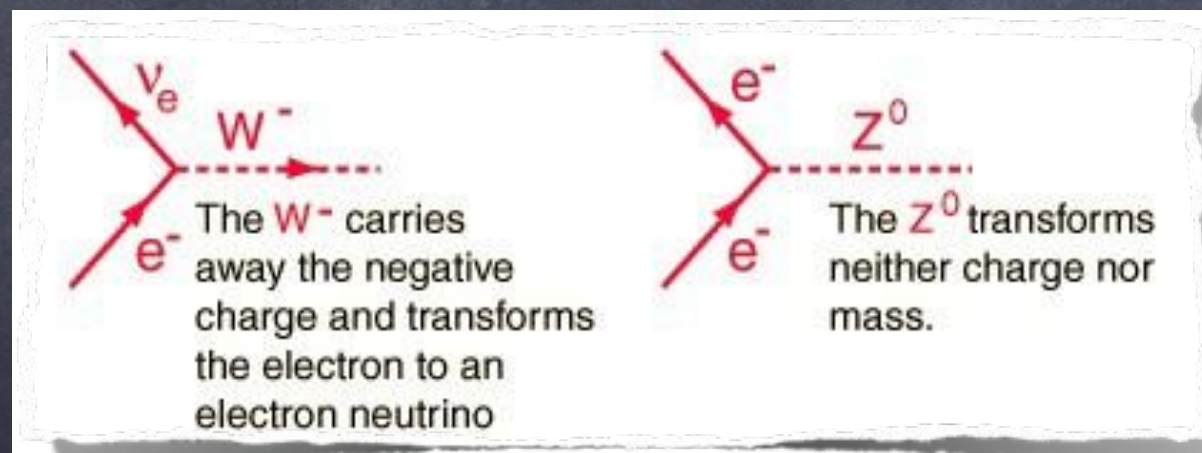 νe
W -
e-
The W - carries
away the negative
charge and transforms
the electron to an
electron neutrino
e-
Z0
e-
The Z0 transforms
neither charge nor
mass.